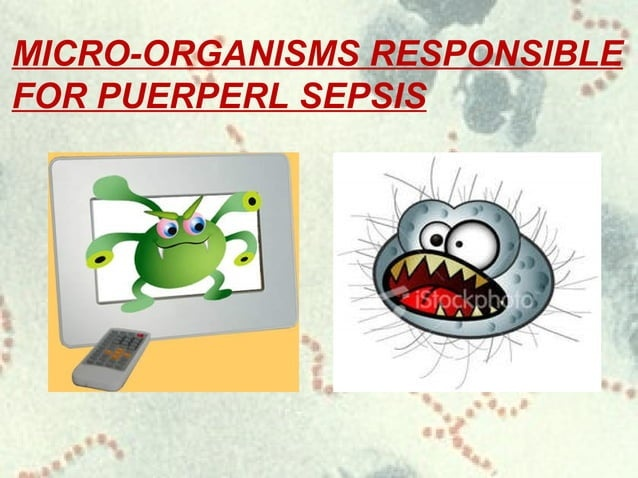 MICRO-ORGANISMS RESPONSIBLE
FOR PUERPERL SEPSIS
iStockphoto